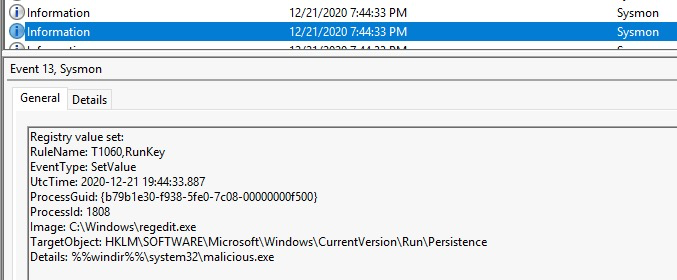 Information 12/21/2020 7:44:33 PM Sysmon
Information 12/21/2020 7:44:33 PM Sysmon
Information 12/21/2020 7:44:33 PM
Event 13, Sysmon
General Details
Registry value set:
RuleName: T1060,RunKey
EventType: SetValue
UtcTime: 2020-12-21 19:44:33.887
ProcessGuid: {b79b1e30-f938-5fe0-7c08-00000000f500}
ProcessId: 1808
Image: C:\Windows\regedit.exe
TargetObject: HKLM\SOFTWARE\Microsoft\Windows\CurrentVersion\Run\Persistence
Details: %%windir%%\system32\malicious.exe